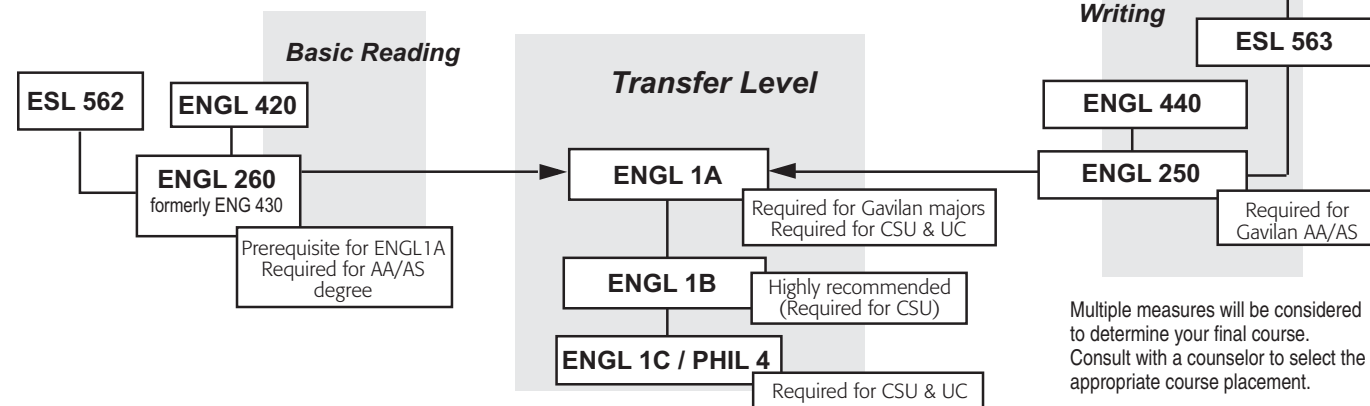 Basic Reading
ESL 562
ENGL 420
ENGL 260
formerly ENG 430
Prerequisite for ENGL1A
Required for AA/AS
degree
Transfer Level
ENGL 1A
Required for Gavilan majors
Required for CSU & UC
ENGL 1B
Highly recommended
(Required for CSU)
ENGL 1C / PHIL 4
Required for CSU & UC
Writing
ESL 563
ENGL 440
ENGL 250
Required for
Gavilan AA/AS
Multiple measures will be considered
to determine your final course.
Consult with a counselor to select the
appropriate course placement.